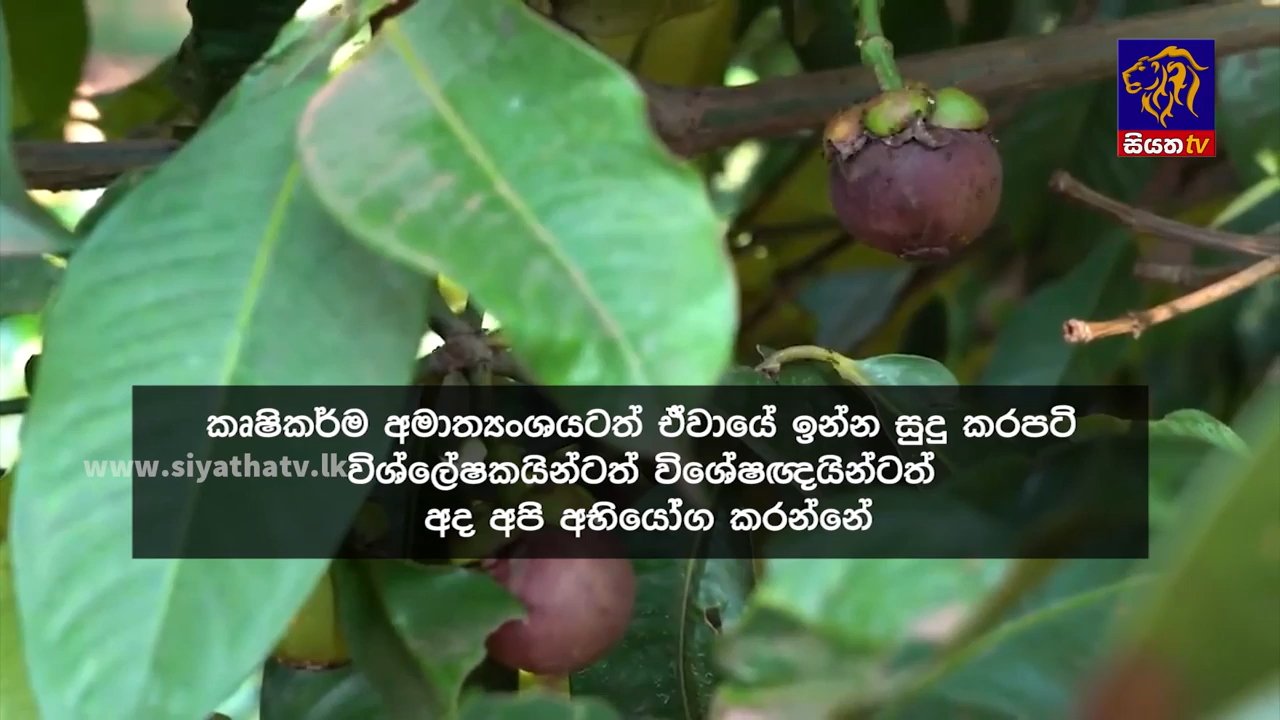 සියත tv
කෘෂිකර්ම අමාත්‍යංශයටත් ඒවායේ ඉන්න සුදු කරපටි
www.siyathatv.lk
විශ්ලේෂකයින්ටත් විශේෂඥයින්ටත්
අද අපි අභියෝග කරන්නේ